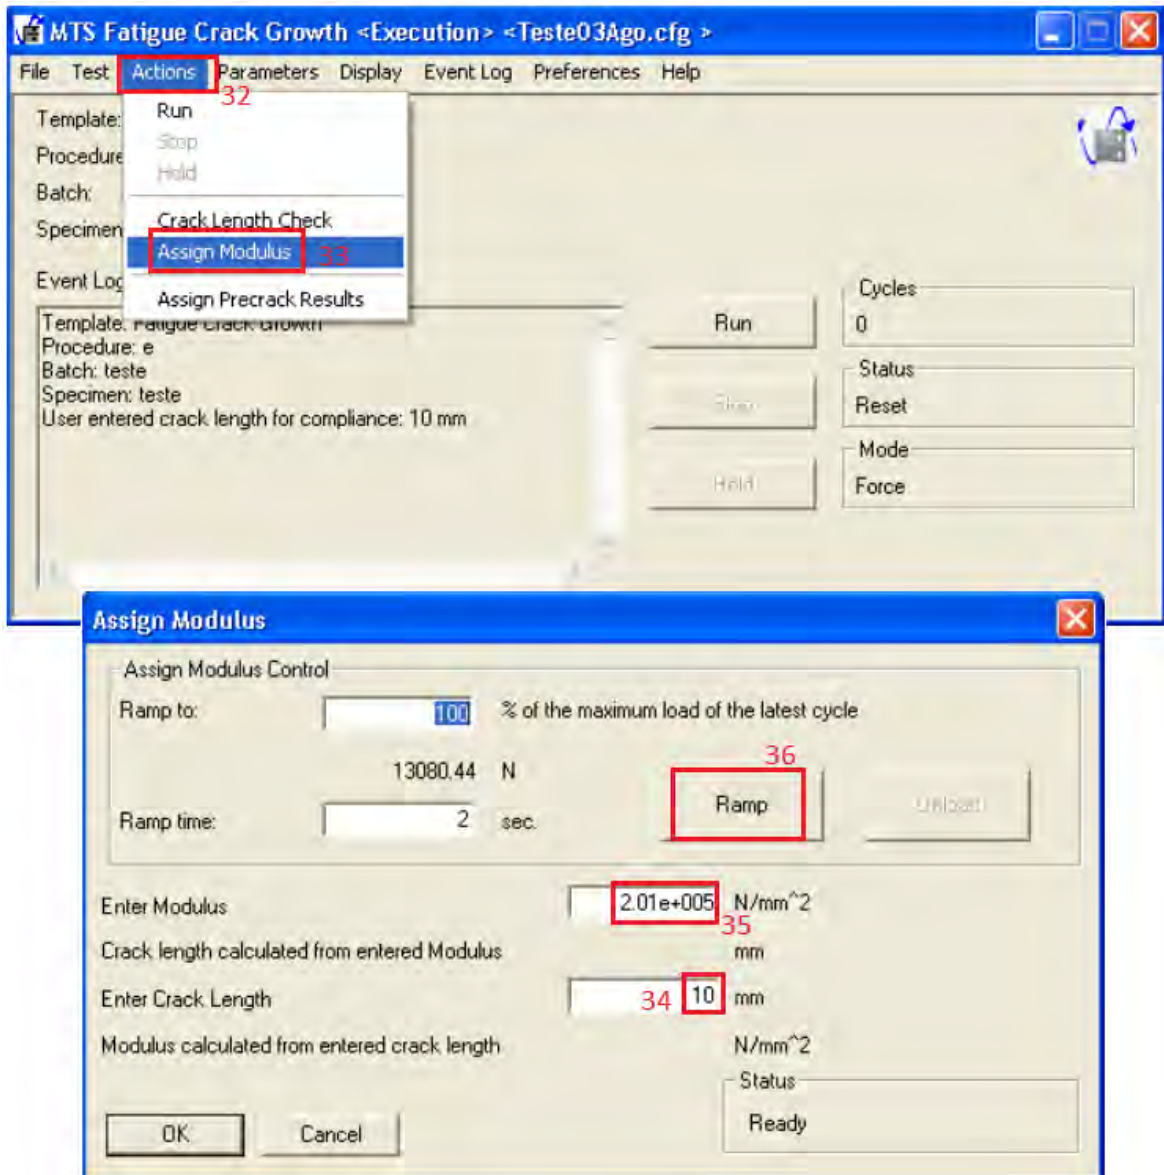 MTS Fatigue Crack Growth <Execution> <Teste03Ago.cfg >
File Test Actions Parameters Display Event Log Preferences Help
32
Run
Stop
Hold
Crack Length Check
Assign Modulus 33
Assign Precrack Results
Template:
Procedure
Batch:
Specimen
Event Log
Template: Fatigue Crack Growth
Procedure: e
Batch: teste
Specimen: teste
User entered crack length for compliance: 10 mm
Run
Stop
Hold
Cycles
0
Status
Reset
Mode
Force
Assign Modulus
Assign Modulus Control
Ramp to: 100 % of the maximum load of the latest cycle
13080.44 N
36
Ramp time: 2 sec.
Ramp Unload
Enter Modulus 2.01e+005 N/mm^2
35
Crack length calculated from entered Modulus mm
Enter Crack Length 34 10 mm
Modulus calculated from entered crack length N/mm^2
Status
Ready
OK Cancel